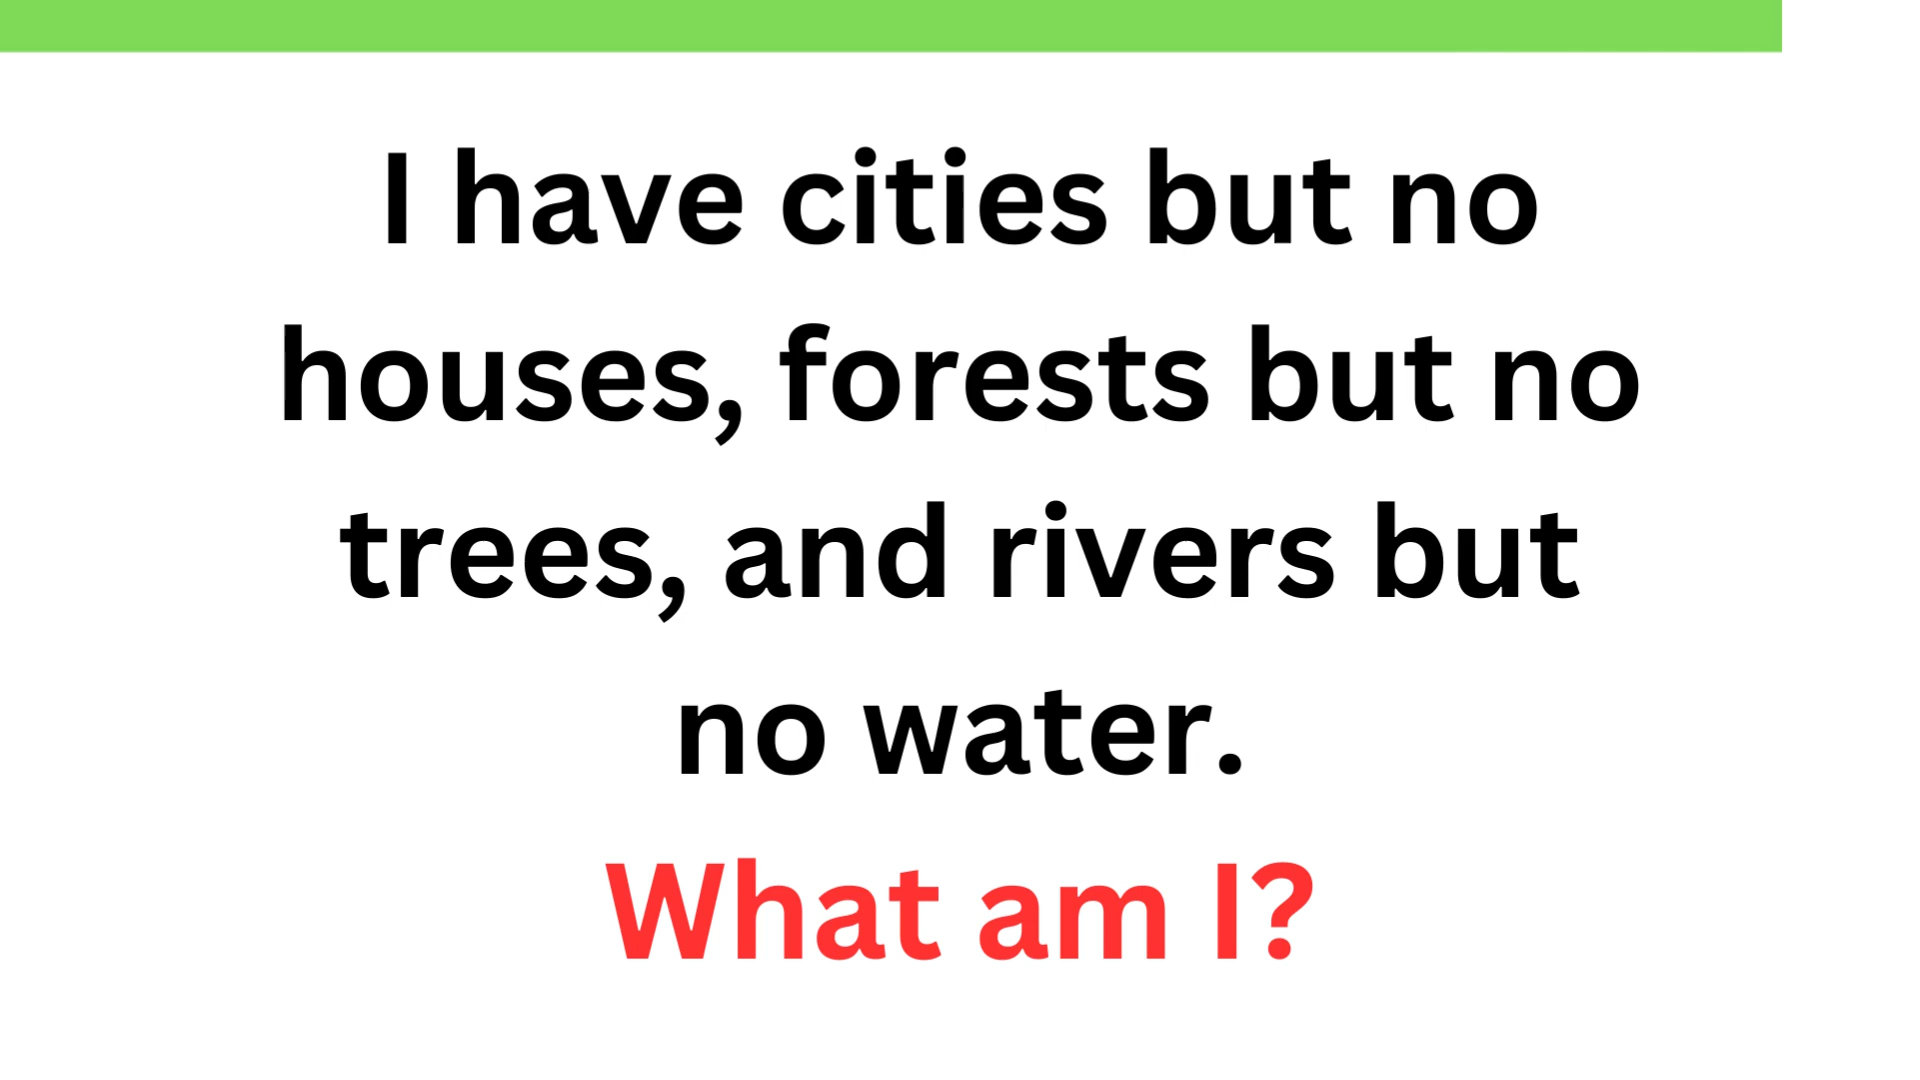 I have cities but no
houses, forests but no
trees, and rivers but
no water.
What am I?